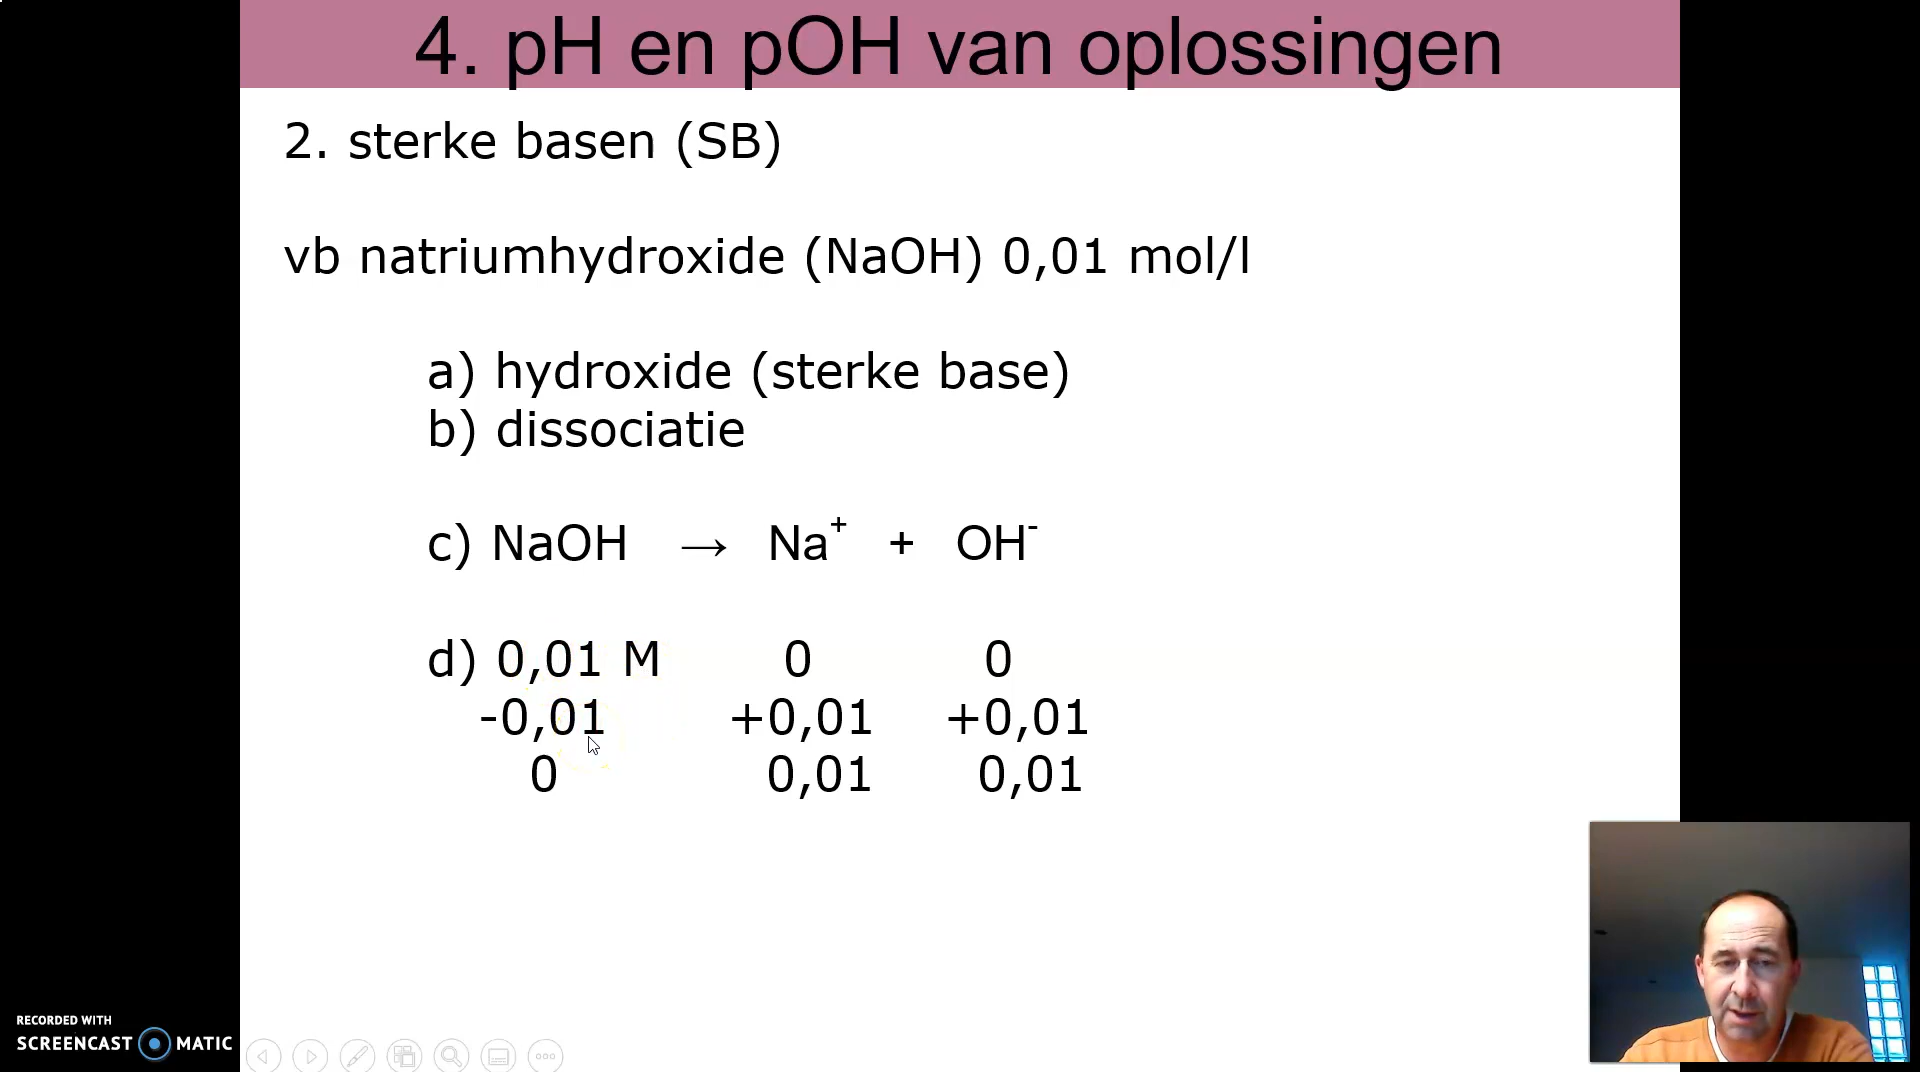 4. pH en pOH van oplossingen
2. sterke basen (SB)
vb natriumhydroxide (NaOH) 0,01 mol/l
a) hydroxide (sterke base)
b) dissociatie
c) NaOH → Na⁺ + OH⁻
d) 0,01 M 0 0
-0,01 +0,01 +0,01
0 0,01 0,01
RECORDED WITH
SCREENCAST MATIC